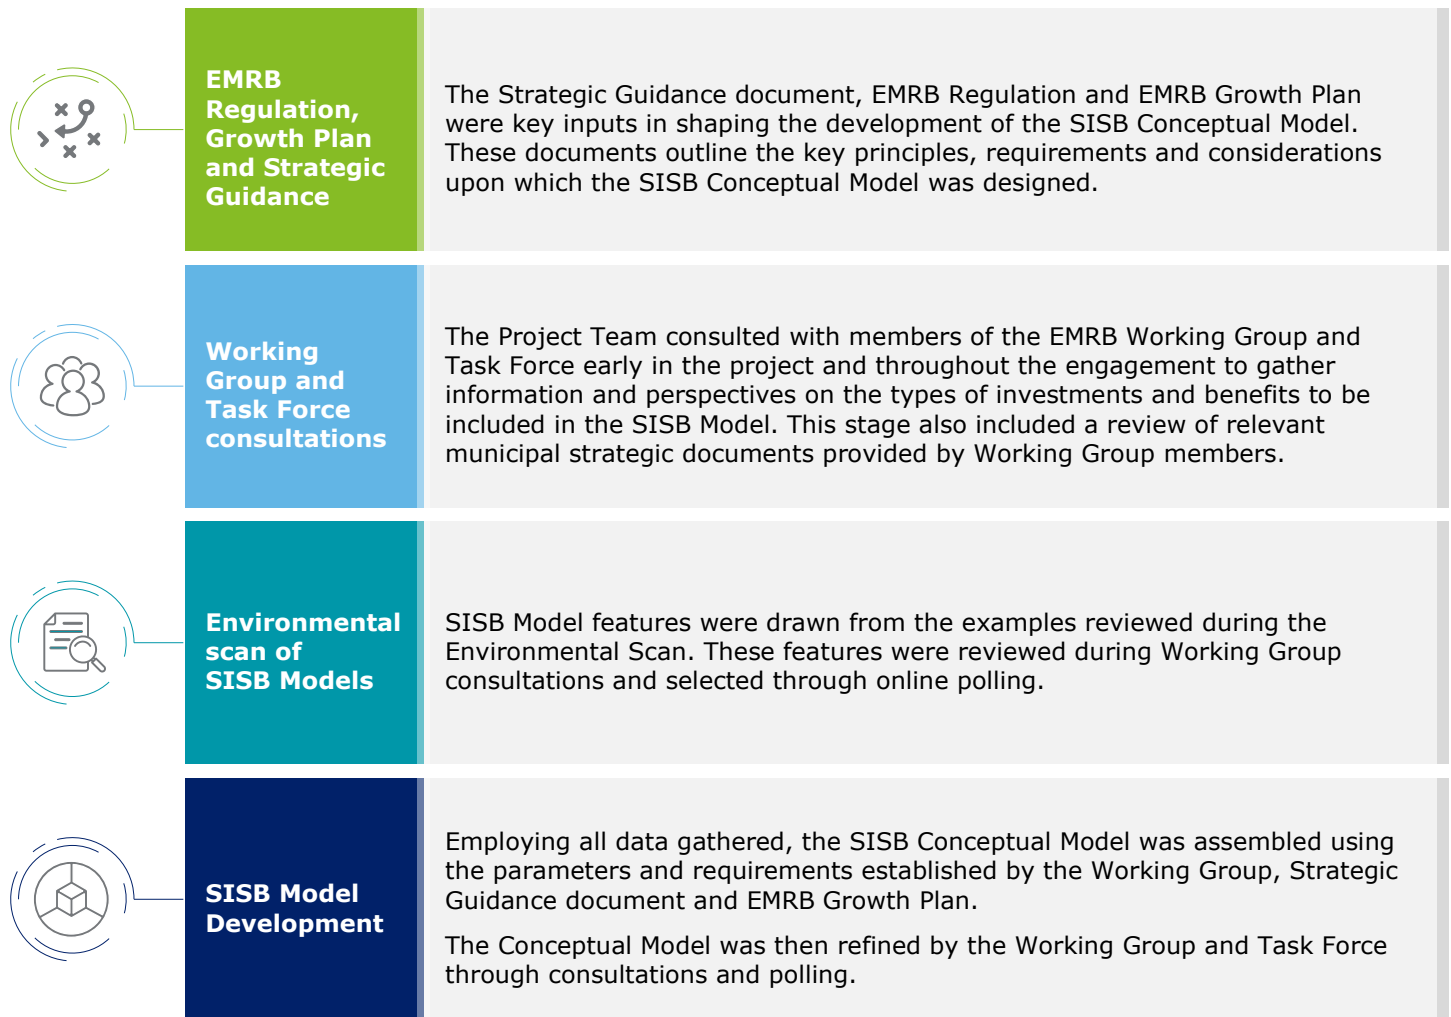 EMRB
Regulation,
Growth Plan
and Strategic
Guidance
The Strategic Guidance document, EMRB Regulation and EMRB Growth Plan
were key inputs in shaping the development of the SISB Conceptual Model.
These documents outline the key principles, requirements and considerations
upon which the SISB Conceptual Model was designed.
Working
Group and
Task Force
consultations
The Project Team consulted with members of the EMRB Working Group and
Task Force early in the project and throughout the engagement to gather
information and perspectives on the types of investments and benefits to be
included in the SISB Model. This stage also included a review of relevant
municipal strategic documents provided by Working Group members.
Environmental
scan of
SISB Models
SISB Model features were drawn from the examples reviewed during the
Environmental Scan. These features were reviewed during Working Group
consultations and selected through online polling.
SISB Model
Development
Employing all data gathered, the SISB Conceptual Model was assembled using
the parameters and requirements established by the Working Group, Strategic
Guidance document and EMRB Growth Plan.
The Conceptual Model was then refined by the Working Group and Task Force
through consultations and polling.